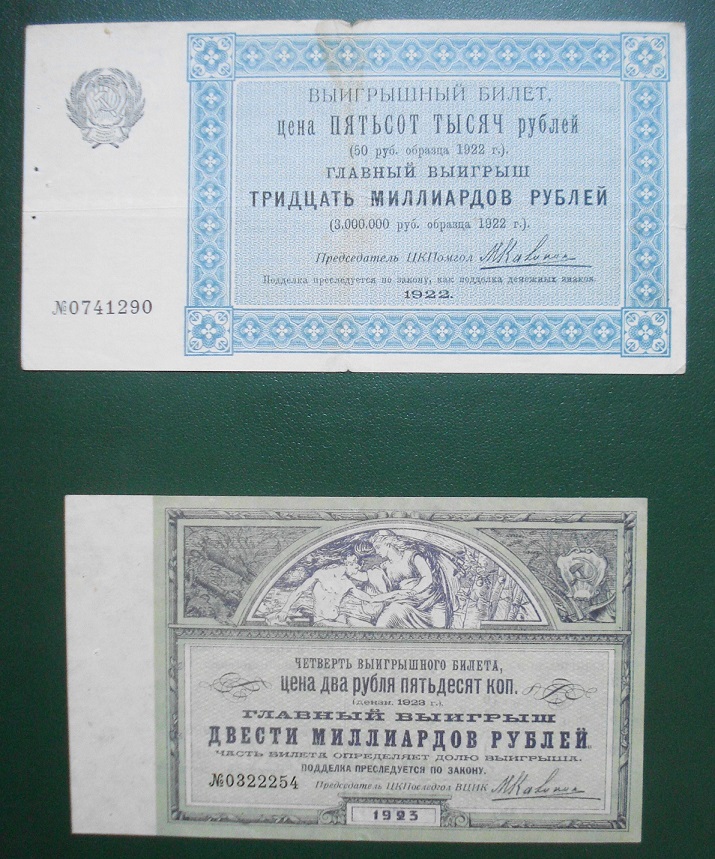 ВЫИГРЫШНЫЙ БИЛЕТ,
цена ПЯТЬСОТ ТЫСЯЧ рублей
(50 руб. образца 1922 г.).
ГЛАВНЫЙ ВЫИГРЫШ
ТРИДЦАТЬ МИЛЛИАРДОВ РУБЛЕЙ
(3.000.000 руб. образца 1922 г.).
Председатель ЦКПомгол МКалинин
Подделка преследуется по закону, как подделка денежных знаков.
1922.
№0741290
ЧЕТВЕРТЬ ВЫИГРЫШНОГО БИЛЕТА,
цена два рубля пятьдесят коп.
(дензн. 1923 г.).
ГЛАВНЫЙ ВЫИГРЫШ
ДВЕСТИ МИЛЛИАРДОВ РУБЛЕЙ.
ЧАСТЬ БИЛЕТА ОПРЕДЕЛЯЕТ ДОЛЮ ВЫИГРЫША.
ПОДДЕЛКА ПРЕСЛЕДУЕТСЯ ПО ЗАКОНУ.
№0322254 Председатель ЦКПоследгол ВЦИК МКалинин
1923